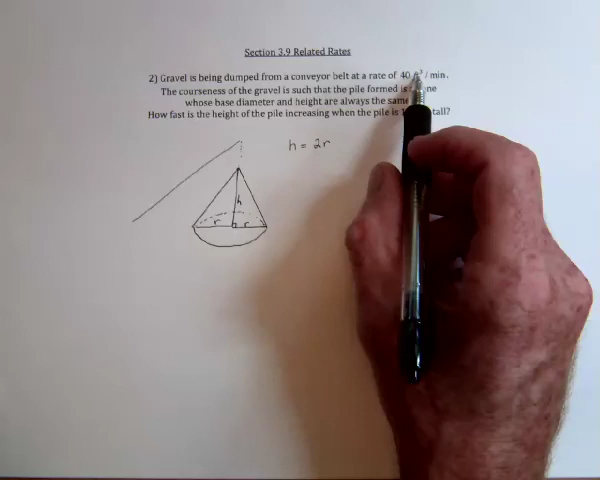 Section 3.9 Related Rates
2) Gravel is being dumped from a conveyor belt at a rate of 40 / min.
The courseness of the gravel is such that the pile formed is
whose base diameter and height are always the same
How fast is the height of the pile increasing when the pile is tall?
h = 2r
h
r r